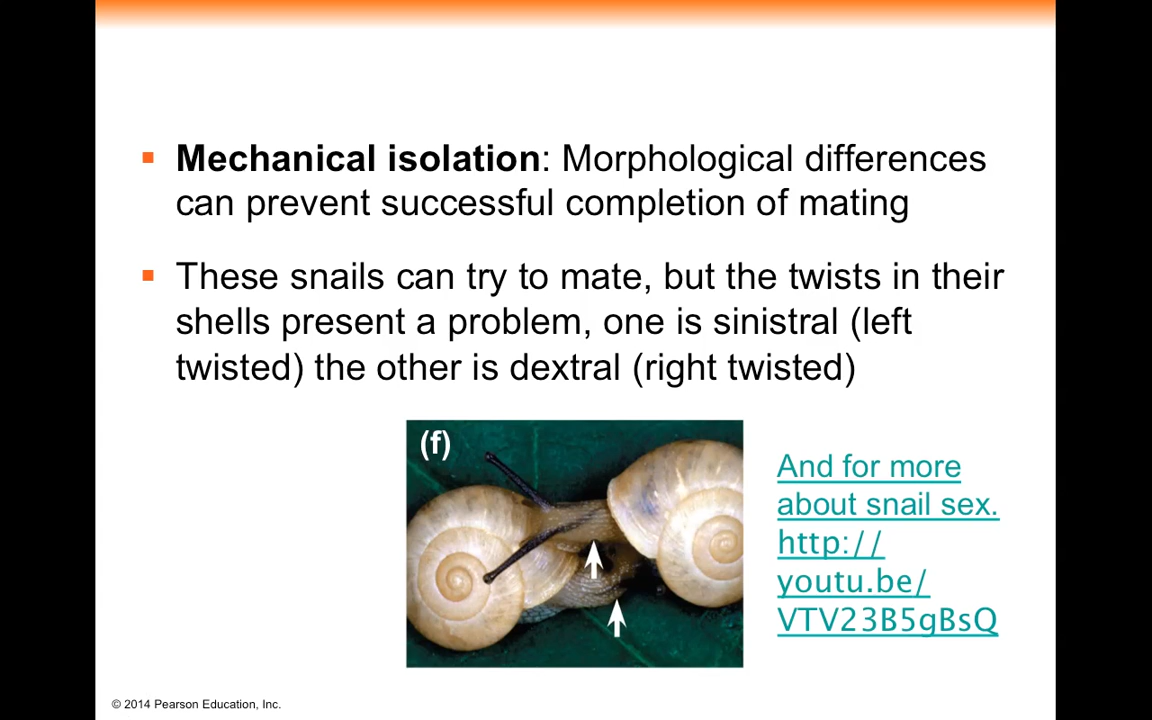 Mechanical isolation: Morphological differences
can prevent successful completion of mating
These snails can try to mate, but the twists in their
shells present a problem, one is sinistral (left
twisted) the other is dextral (right twisted)
(f)
And for more
about snail sex.
http://
youtu.be/
VTV23B5gBsQ
© 2014 Pearson Education, Inc.